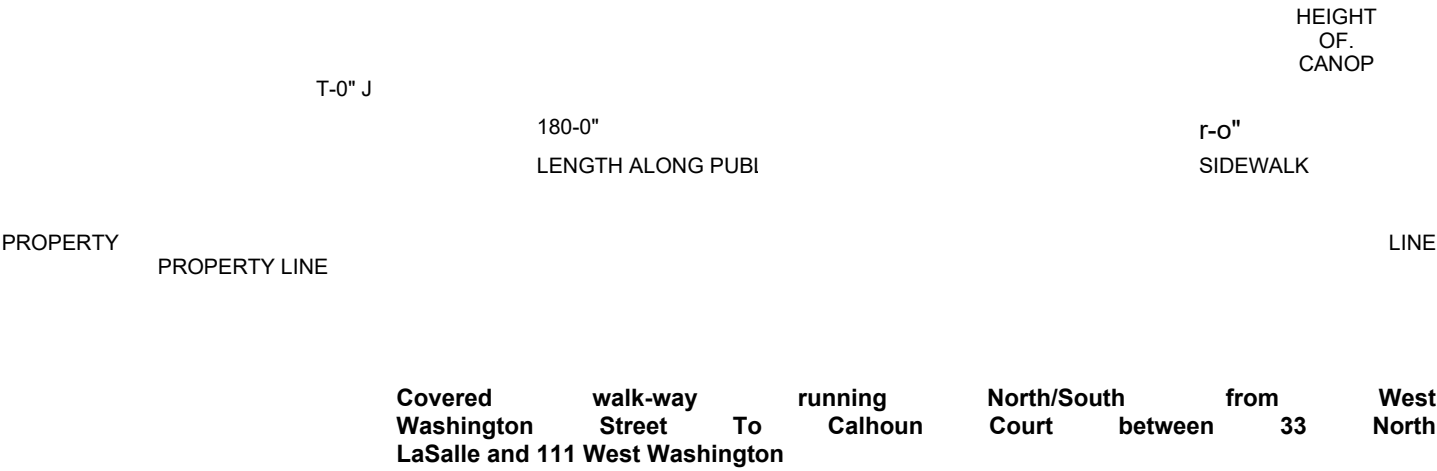 HEIGHT
OF.
CANOP
T-0" J
180-0" r-o"
LENGTH ALONG PUBI SIDEWALK
PROPERTY LINE
PROPERTY LINE
Covered walk-way running North/South from West
Washington Street To Calhoun Court between 33 North
LaSalle and 111 West Washington